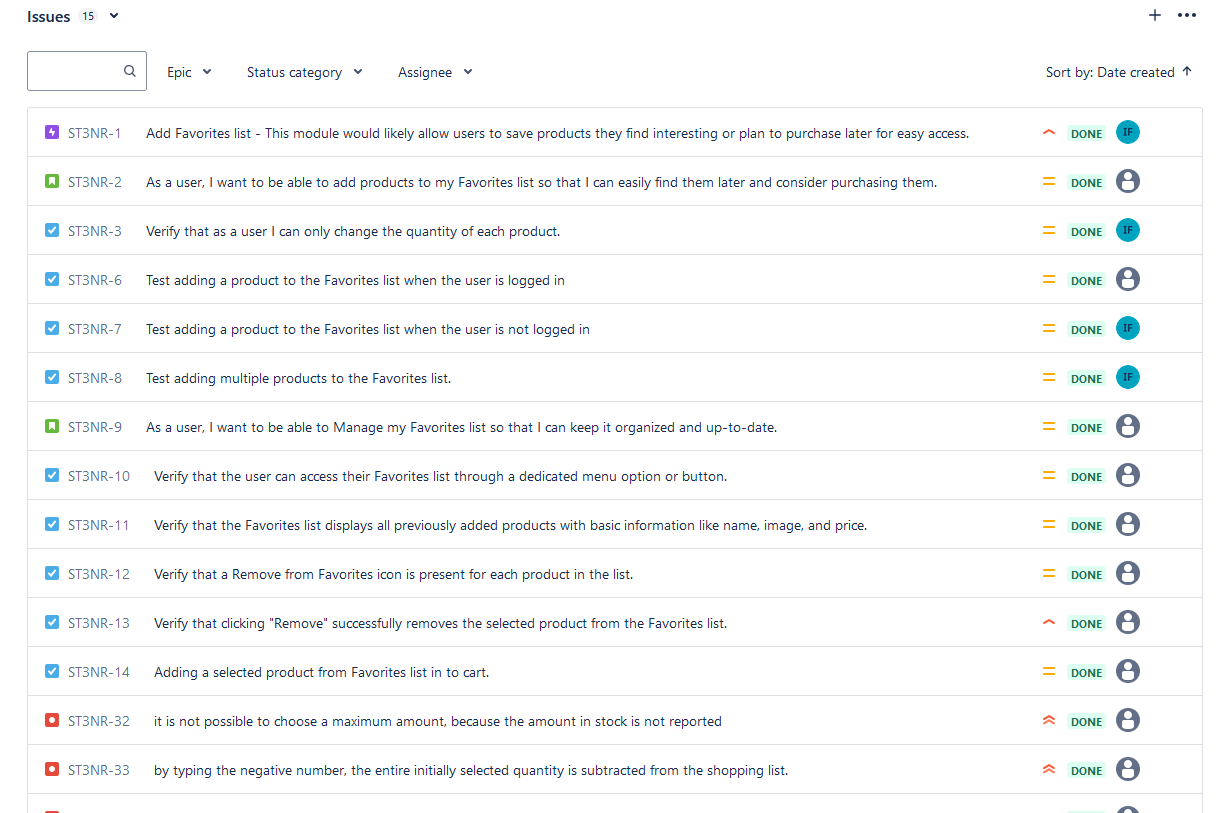 Issues 15
Epic Status category Assignee Sort by: Date created
ST3NR-1 Add Favorites list - This module would likely allow users to save products they find interesting or plan to purchase later for easy access. DONE IF
ST3NR-2 As a user, I want to be able to add products to my Favorites list so that I can easily find them later and consider purchasing them. DONE
ST3NR-3 Verify that as a user I can only change the quantity of each product. DONE IF
ST3NR-6 Test adding a product to the Favorites list when the user is logged in DONE
ST3NR-7 Test adding a product to the Favorites list when the user is not logged in DONE IF
ST3NR-8 Test adding multiple products to the Favorites list. DONE IF
ST3NR-9 As a user, I want to be able to Manage my Favorites list so that I can keep it organized and up-to-date. DONE
ST3NR-10 Verify that the user can access their Favorites list through a dedicated menu option or button. DONE
ST3NR-11 Verify that the Favorites list displays all previously added products with basic information like name, image, and price. DONE
ST3NR-12 Verify that a Remove from Favorites icon is present for each product in the list. DONE
ST3NR-13 Verify that clicking "Remove" successfully removes the selected product from the Favorites list. DONE
ST3NR-14 Adding a selected product from Favorites list in to cart. DONE
ST3NR-32 it is not possible to choose a maximum amount, because the amount in stock is not reported DONE
ST3NR-33 by typing the negative number, the entire initially selected quantity is subtracted from the shopping list. DONE